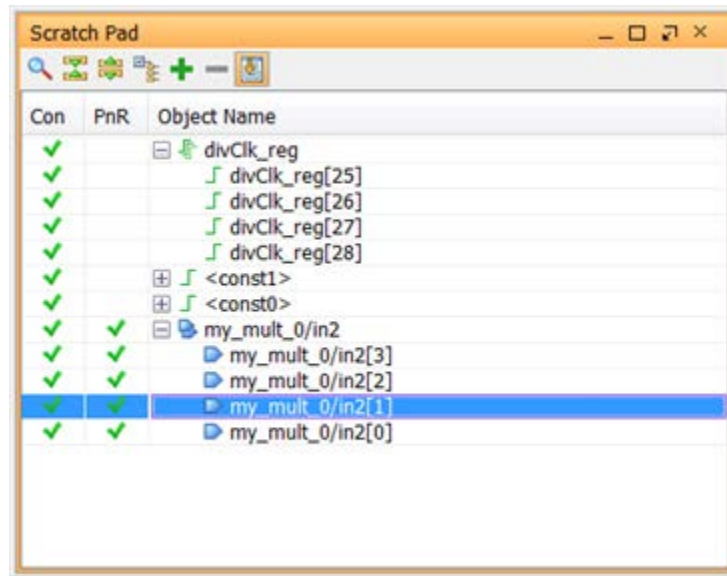 Scratch Pad
Con PnR Object Name
divClk_reg
divClk_reg[25]
divClk_reg[26]
divClk_reg[27]
divClk_reg[28]
<const1>
<const0>
my_mult_0/in2
my_mult_0/in2[3]
my_mult_0/in2[2]
my_mult_0/in2[1]
my_mult_0/in2[0]